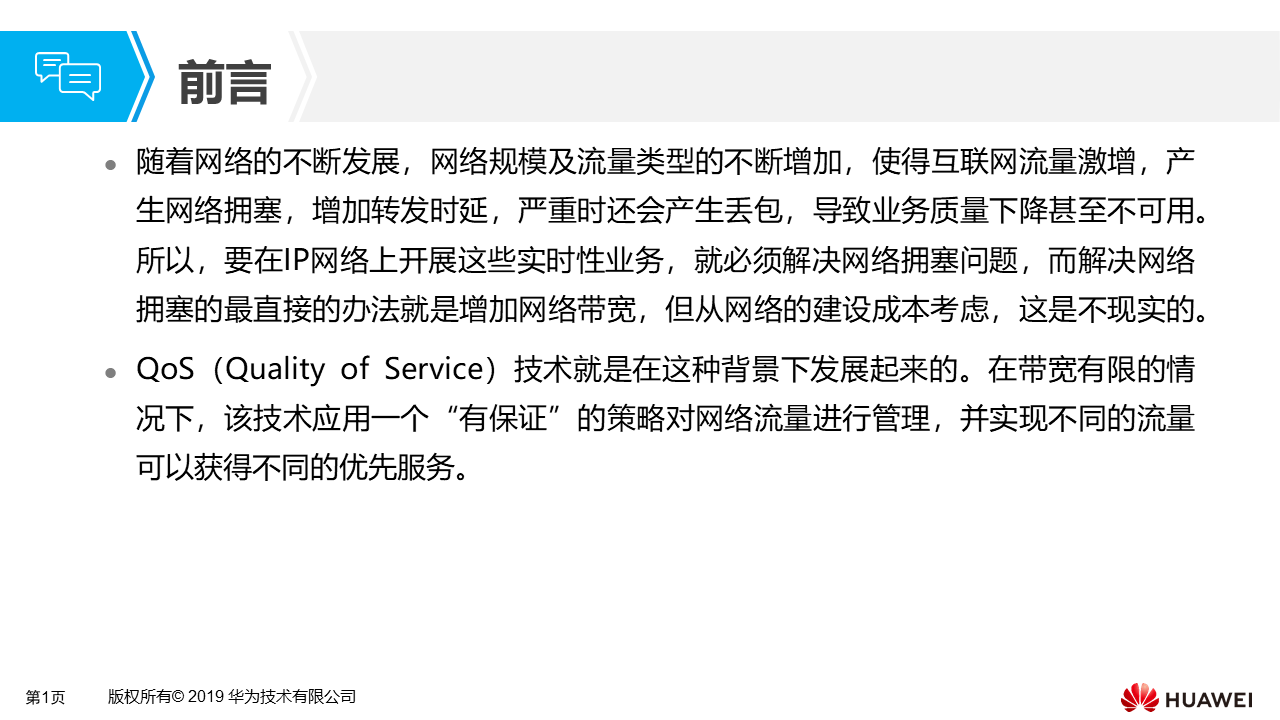 前言
随着网络的不断发展，网络规模及流量类型的不断增加，使得互联网流量激增，产
生网络拥塞，增加转发时延，严重时还会产生丢包，导致业务质量下降甚至不可用。
所以，要在IP网络上开展这些实时性业务，就必须解决网络拥塞问题，而解决网络
拥塞的最直接的办法就是增加网络带宽，但从网络的建设成本考虑，这是不现实的。
QoS（Quality of Service）技术就是在这种背景下发展起来的。在带宽有限的情
况下，该技术应用一个“有保证”的策略对网络流量进行管理，并实现不同的流量
可以获得不同的优先服务。
第1页
版权所有© 2019 华为技术有限公司
HUAWEI